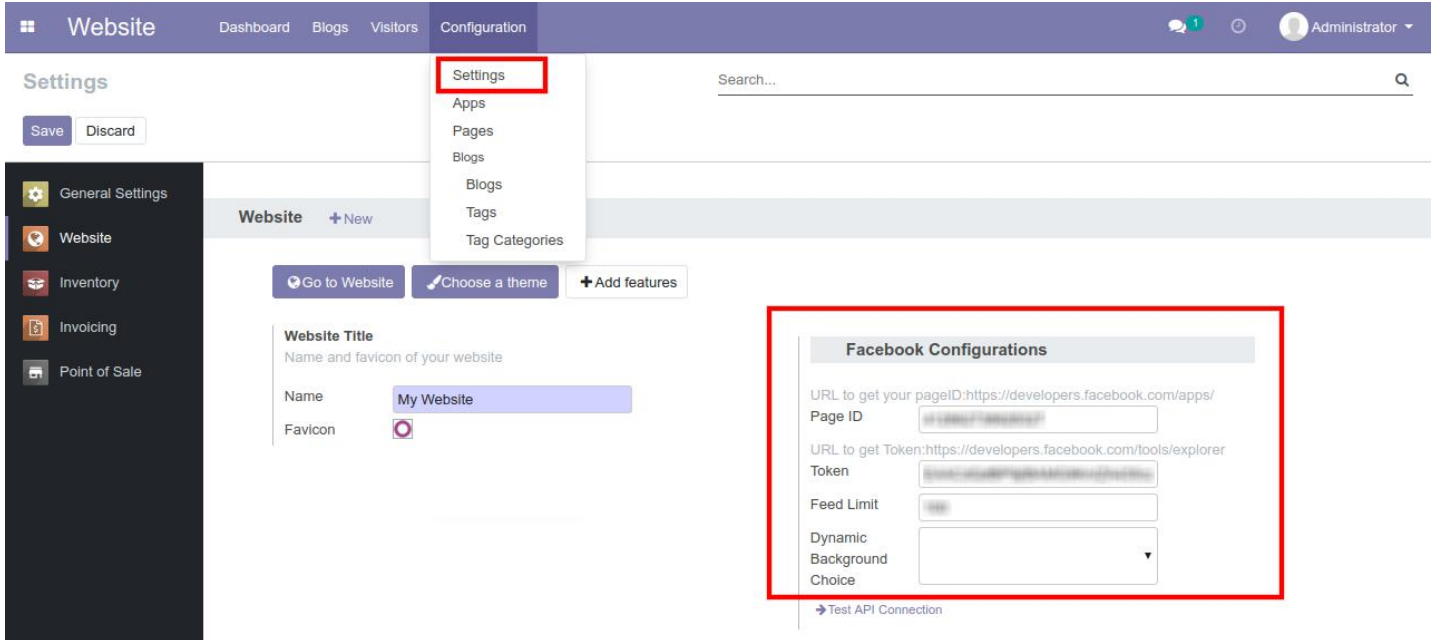 Website
Dashboard Blogs Visitors Configuration
1
Administrator
Settings
Search...
Save Discard
Settings
Apps
Pages
Blogs
Blogs
Tags
Tag Categories
General Settings
Website
Inventory
Invoicing
Point of Sale
Website +New
Go to Website Choose a theme +Add features
Website Title
Name and favicon of your website
Name My Website
Favicon
Facebook Configurations
URL to get your pageID:https://developers.facebook.com/apps/
Page ID
URL to get Token:https://developers.facebook.com/tools/explorer
Token
Feed Limit
Dynamic
Background
Choice
Test API Connection